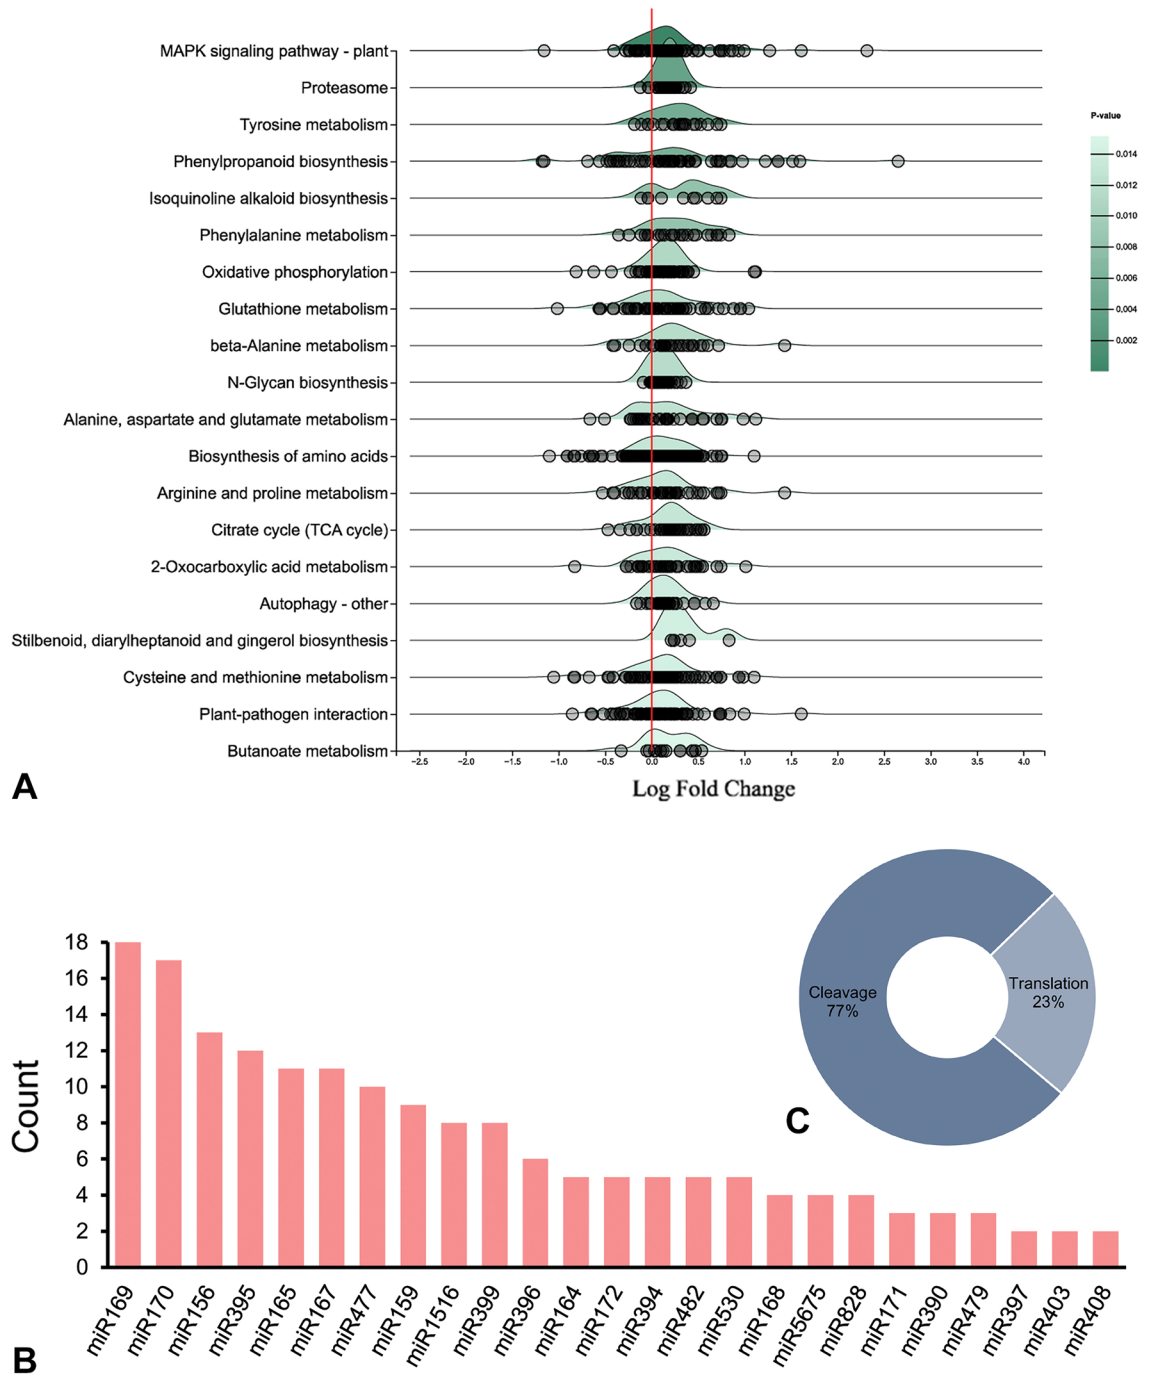 MAPK signaling pathway - plant
Proteasome
Tyrosine metabolism
Phenylpropanoid biosynthesis
Isoquinoline alkaloid biosynthesis
Phenylalanine metabolism
Oxidative phosphorylation
Glutathione metabolism
beta-Alanine metabolism
N-Glycan biosynthesis
Alanine, aspartate and glutamate metabolism
Biosynthesis of amino acids
Arginine and proline metabolism
Citrate cycle (TCA cycle)
2-Oxocarboxylic acid metabolism
Autophagy - other
Stilbenoid, diarylheptanoid and gingerol biosynthesis
Cysteine and methionine metabolism
Plant-pathogen interaction
Butanoate metabolism
−2.5 −2.0 −1.5 −1.0 −0.5 0.0 0.5 1.0 1.5 2.0 2.5 3.0 3.5 4.0
Log Fold Change
P-value
0.014
0.012
0.010
0.008
0.006
0.004
0.002
A
Count
18
16
14
12
10
8
6
4
2
0
miR169 miR170 miR156 miR395 miR165 miR167 miR477 miR159 miR1516 miR399 miR396 miR164 miR172 miR394 miR482 miR530 miR168 miR5675 miR828 miR171 miR390 miR479 miR397 miR403 miR408
B
Cleavage
77%
Translation
23%
C